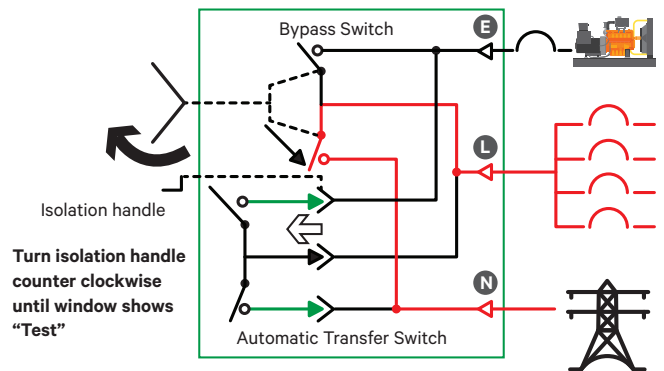 Bypass Switch
E
L
Isolation handle
Turn isolation handle
counter clockwise
until window shows
“Test”
N
Automatic Transfer Switch